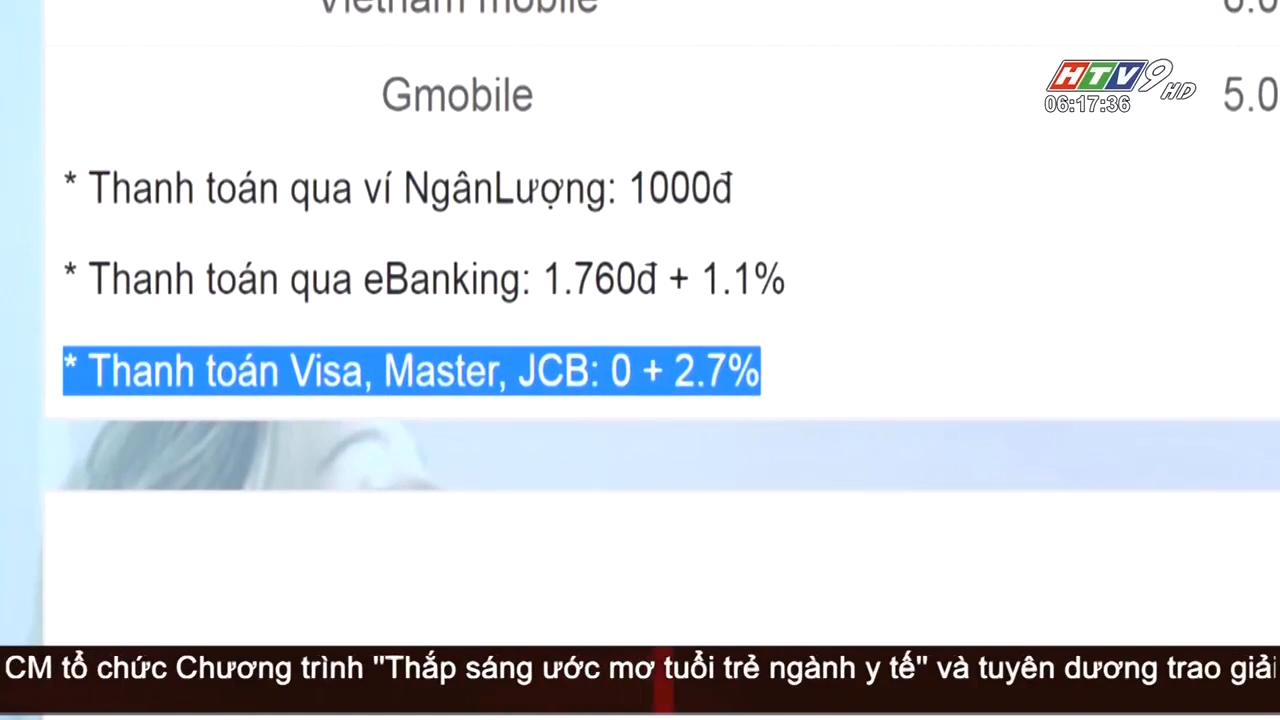 Vietnam mobile
Gmobile
5.0
HTV9 HD
06:17:36
* Thanh toán qua ví NgânLượng: 1000đ
* Thanh toán qua eBanking: 1.760đ + 1.1%
* Thanh toán Visa, Master, JCB: 0 + 2.7%
CM tổ chức Chương trình "Thắp sáng ước mơ tuổi trẻ ngành y tế" và tuyên dương trao giải